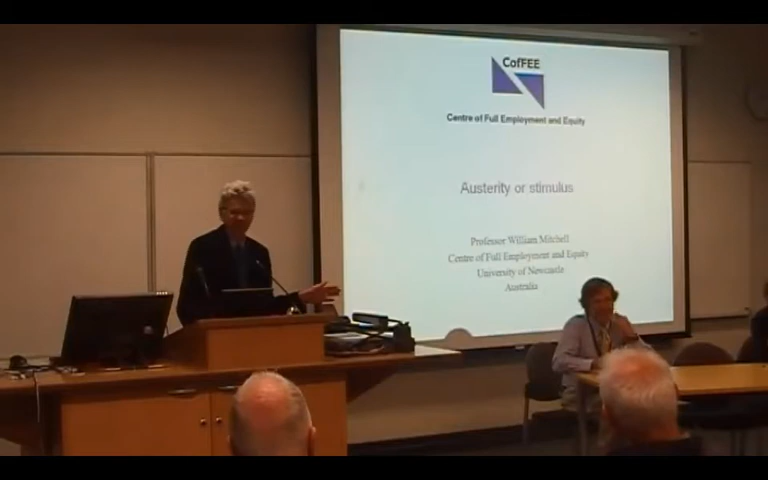 CofFEE
Centre of Full Employment and Equity
Austerity or stimulus
Professor William Mitchell
Centre of Full Employment and Equity
University of Newcastle
Australia